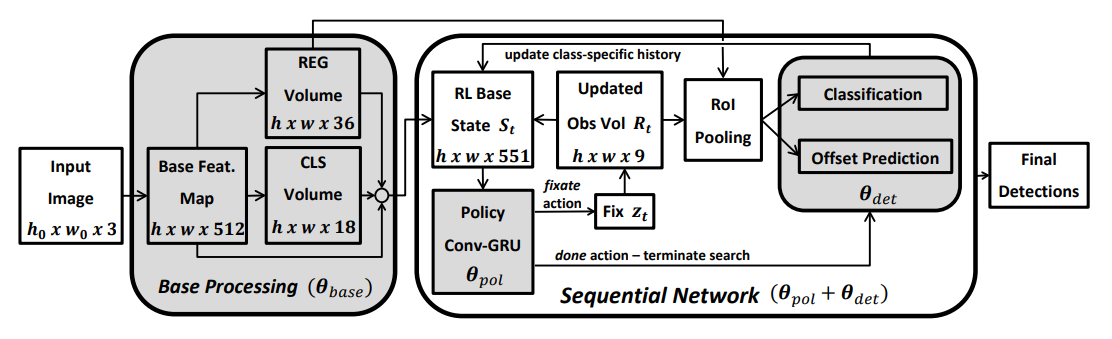 Input
Image
h₀ x w₀ x 3
Base Feat.
Map
h x w x 512
REG
Volume
h x w x 36
CLS
Volume
h x w x 18
Base Processing (θ_base)
update class-specific history
RL Base
State S_t
h x w x 551
Updated
Obs Vol R_t
h x w x 9
RoI
Pooling
Policy
Conv-GRU
θ_pol
fixate
action
Fix z_t
done action – terminate search
Classification
Offset Prediction
θ_det
Sequential Network (θ_pol + θ_det)
Final
Detections